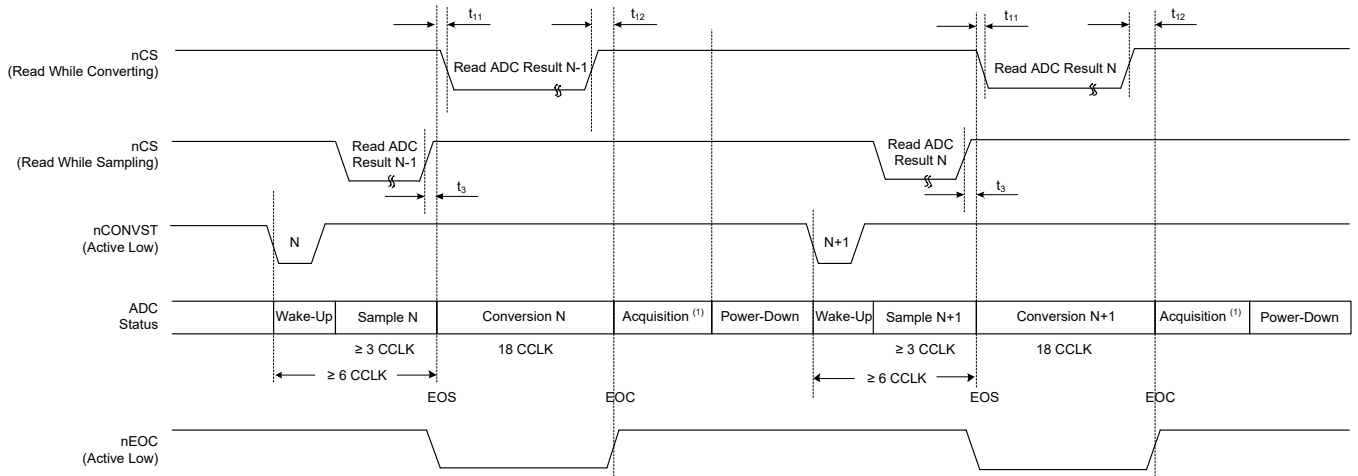 t11
t12
t11
t12
nCS
(Read While Converting)
Read ADC Result N-1
Read ADC Result N
nCS
(Read While Sampling)
Read ADC
Result N-1
Read ADC
Result N
t3
t3
nCONVST
(Active Low)
N
N+1
ADC
Status
Wake-Up
Sample N
Conversion N
Acquisition (1)
Power-Down
Wake-Up
Sample N+1
Conversion N+1
Acquisition (1)
Power-Down
≥ 3 CCLK
18 CCLK
≥ 3 CCLK
18 CCLK
≥ 6 CCLK
≥ 6 CCLK
EOS
EOC
EOS
EOC
nEOC
(Active Low)